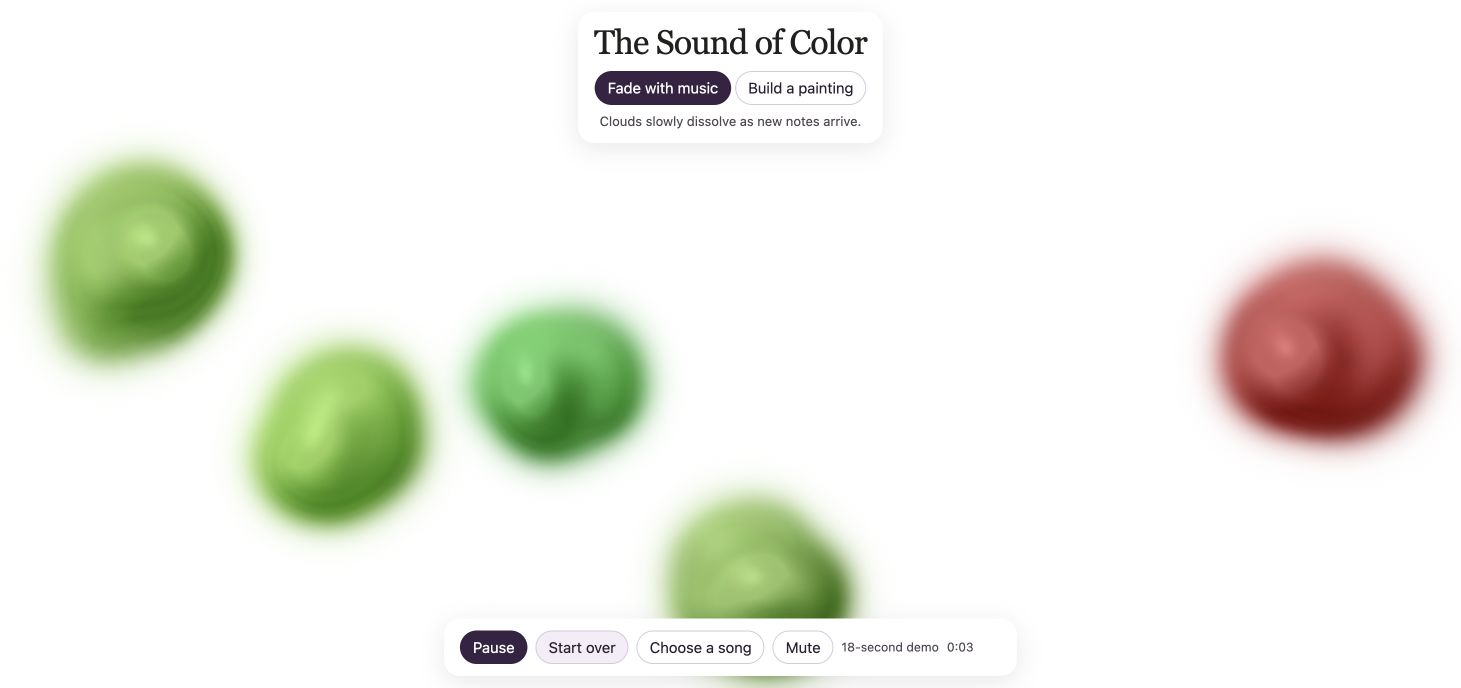 The Sound of Color
Fade with music Build a painting
Clouds slowly dissolve as new notes arrive.
Pause Start over Choose a song Mute 18-second demo 0:03